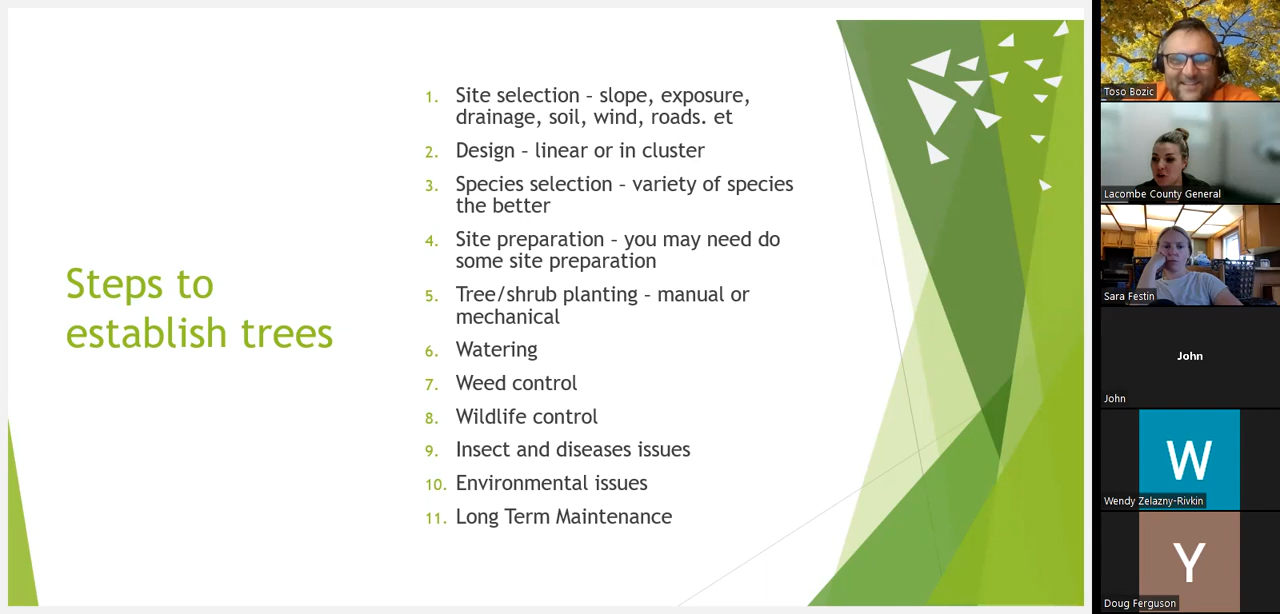 Steps to
establish trees
1. Site selection – slope, exposure,
drainage, soil, wind, roads. et
2. Design – linear or in cluster
3. Species selection – variety of species
the better
4. Site preparation – you may need do
some site preparation
5. Tree/shrub planting – manual or
mechanical
6. Watering
7. Weed control
8. Wildlife control
9. Insect and diseases issues
10. Environmental issues
11. Long Term Maintenance
Toso Bozic
Lacombe County General
Sara Festin
John
John
W
Wendy Zelazny-Rivkin
Y
Doug Ferguson